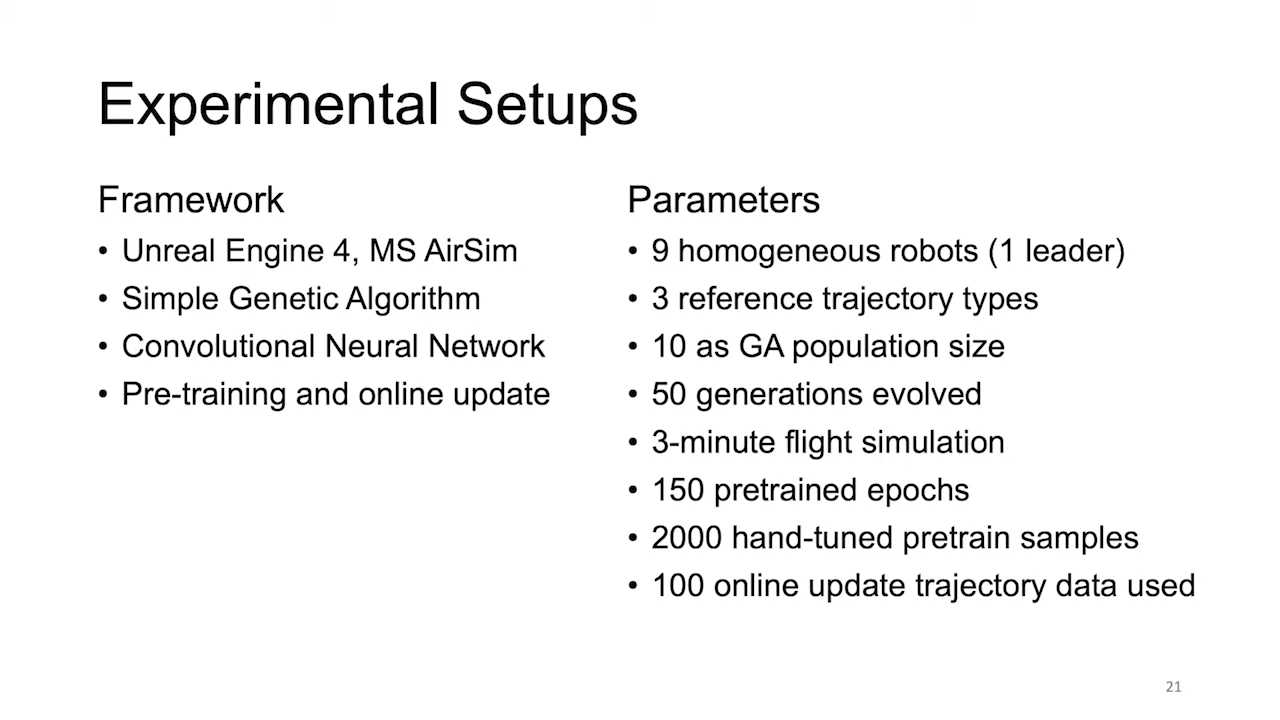 Experimental Setups
Framework
• Unreal Engine 4, MS AirSim
• Simple Genetic Algorithm
• Convolutional Neural Network
• Pre-training and online update
Parameters
• 9 homogeneous robots (1 leader)
• 3 reference trajectory types
• 10 as GA population size
• 50 generations evolved
• 3-minute flight simulation
• 150 pretrained epochs
• 2000 hand-tuned pretrain samples
• 100 online update trajectory data used
21